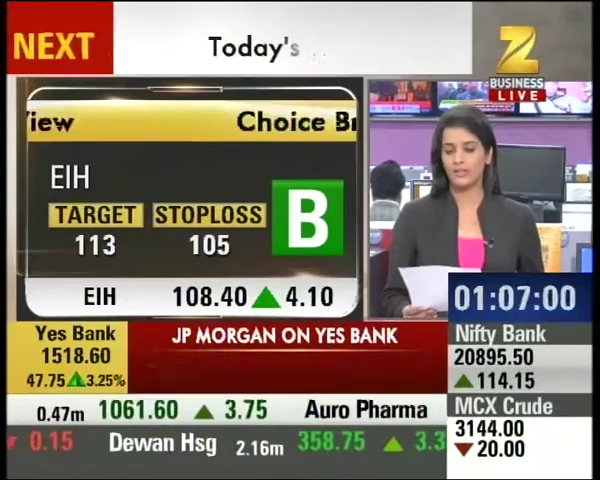 NEXT
Today's
Z
BUSINESS
LIVE
iew
Choice Br
EIH
TARGET STOPLOSS
113 105
B
EIH 108.40 4.10
01:07:00
Yes Bank
1518.60
47.75 3.25%
JP MORGAN ON YES BANK
Nifty Bank
20895.50
114.15
MCX Crude
3144.00
20.00
0.47m 1061.60 3.75 Auro Pharma
r 0.15 Dewan Hsg 2.16m 358.75 3.3